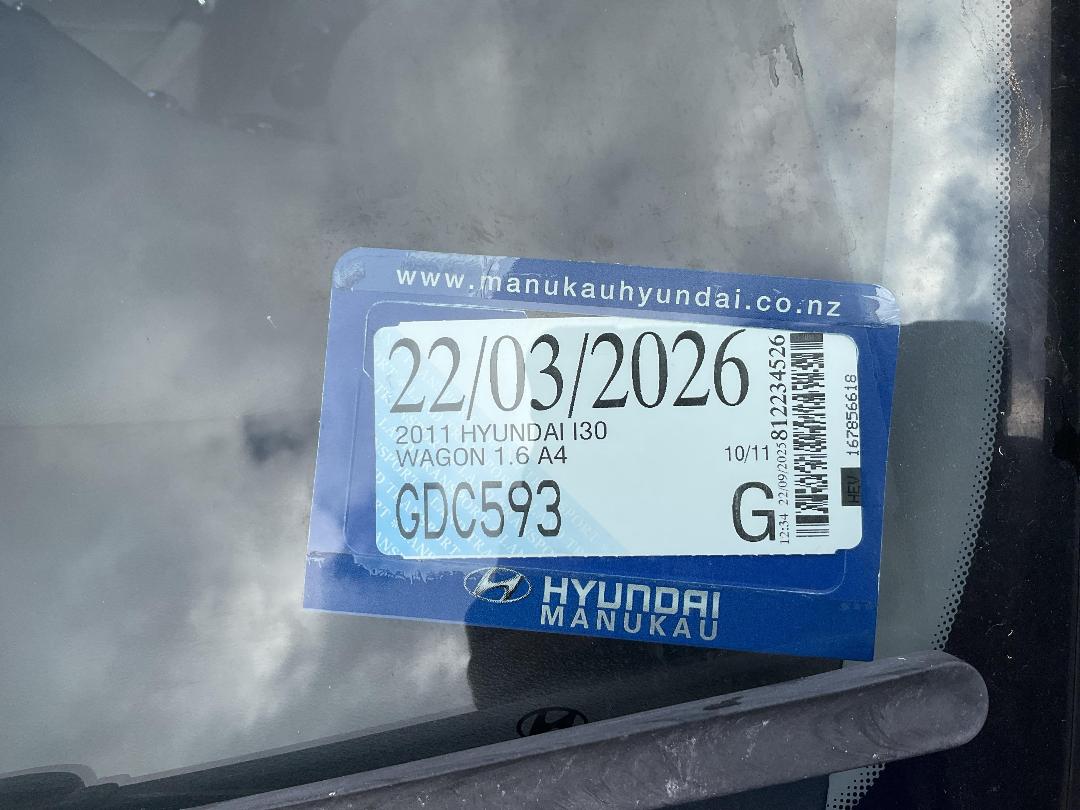 www.manukauhyundai.co.nz
22/03/2026
2011 HYUNDAI I30
WAGON 1.6 A4
10/11
GDC593
G
12:34 22/09/2025
812234526
HEV
167856618
HYUNDAI
MANUKAU